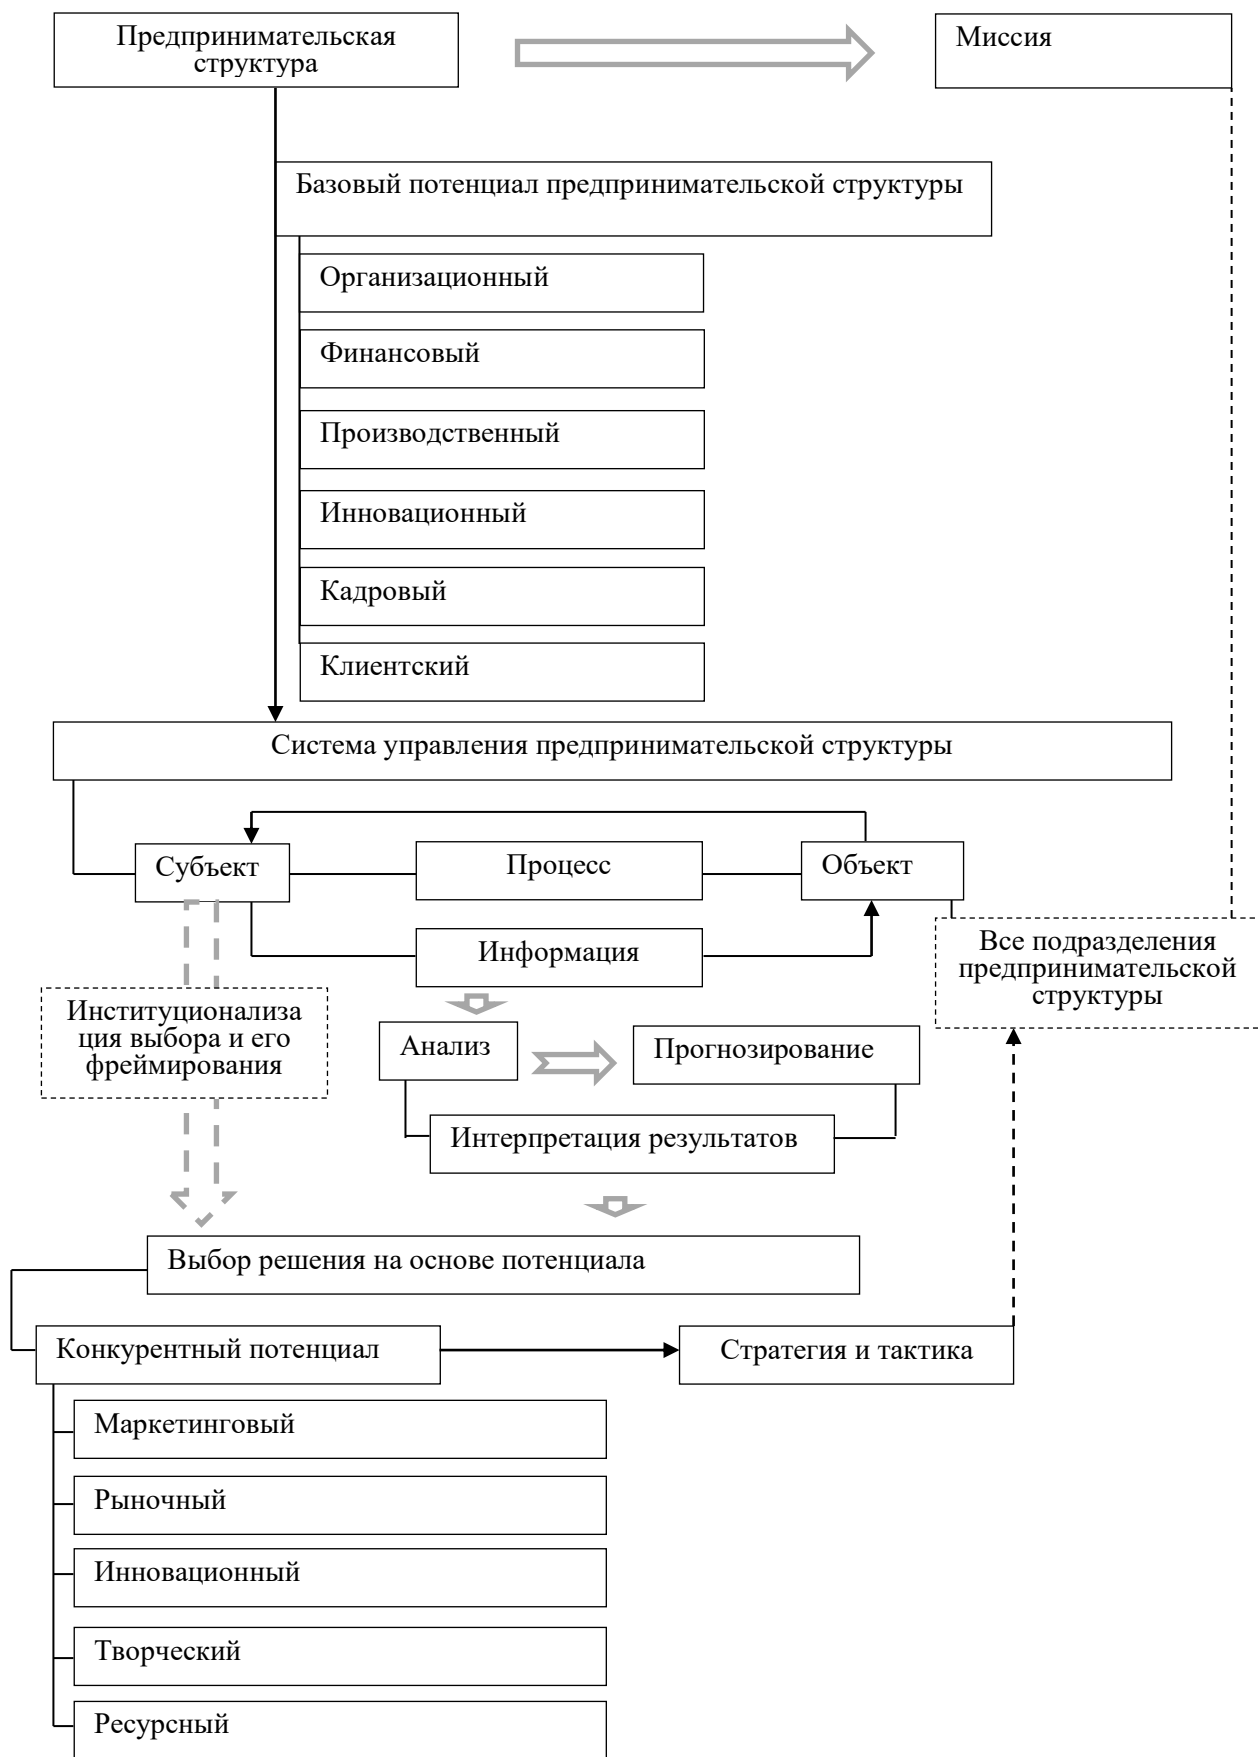 Предпринимательская
структура
Миссия
Базовый потенциал предпринимательской структуры
Организационный
Финансовый
Производственный
Инновационный
Кадровый
Клиентский
Система управления предпринимательской структуры
Субъект
Процесс
Объект
Информация
Все подразделения
предпринимательской
структуры
Институционализа
ция выбора и его
фреймирования
Анализ
Прогнозирование
Интерпретация результатов
Выбор решения на основе потенциала
Конкурентный потенциал
Стратегия и тактика
Маркетинговый
Рыночный
Инновационный
Творческий
Ресурсный